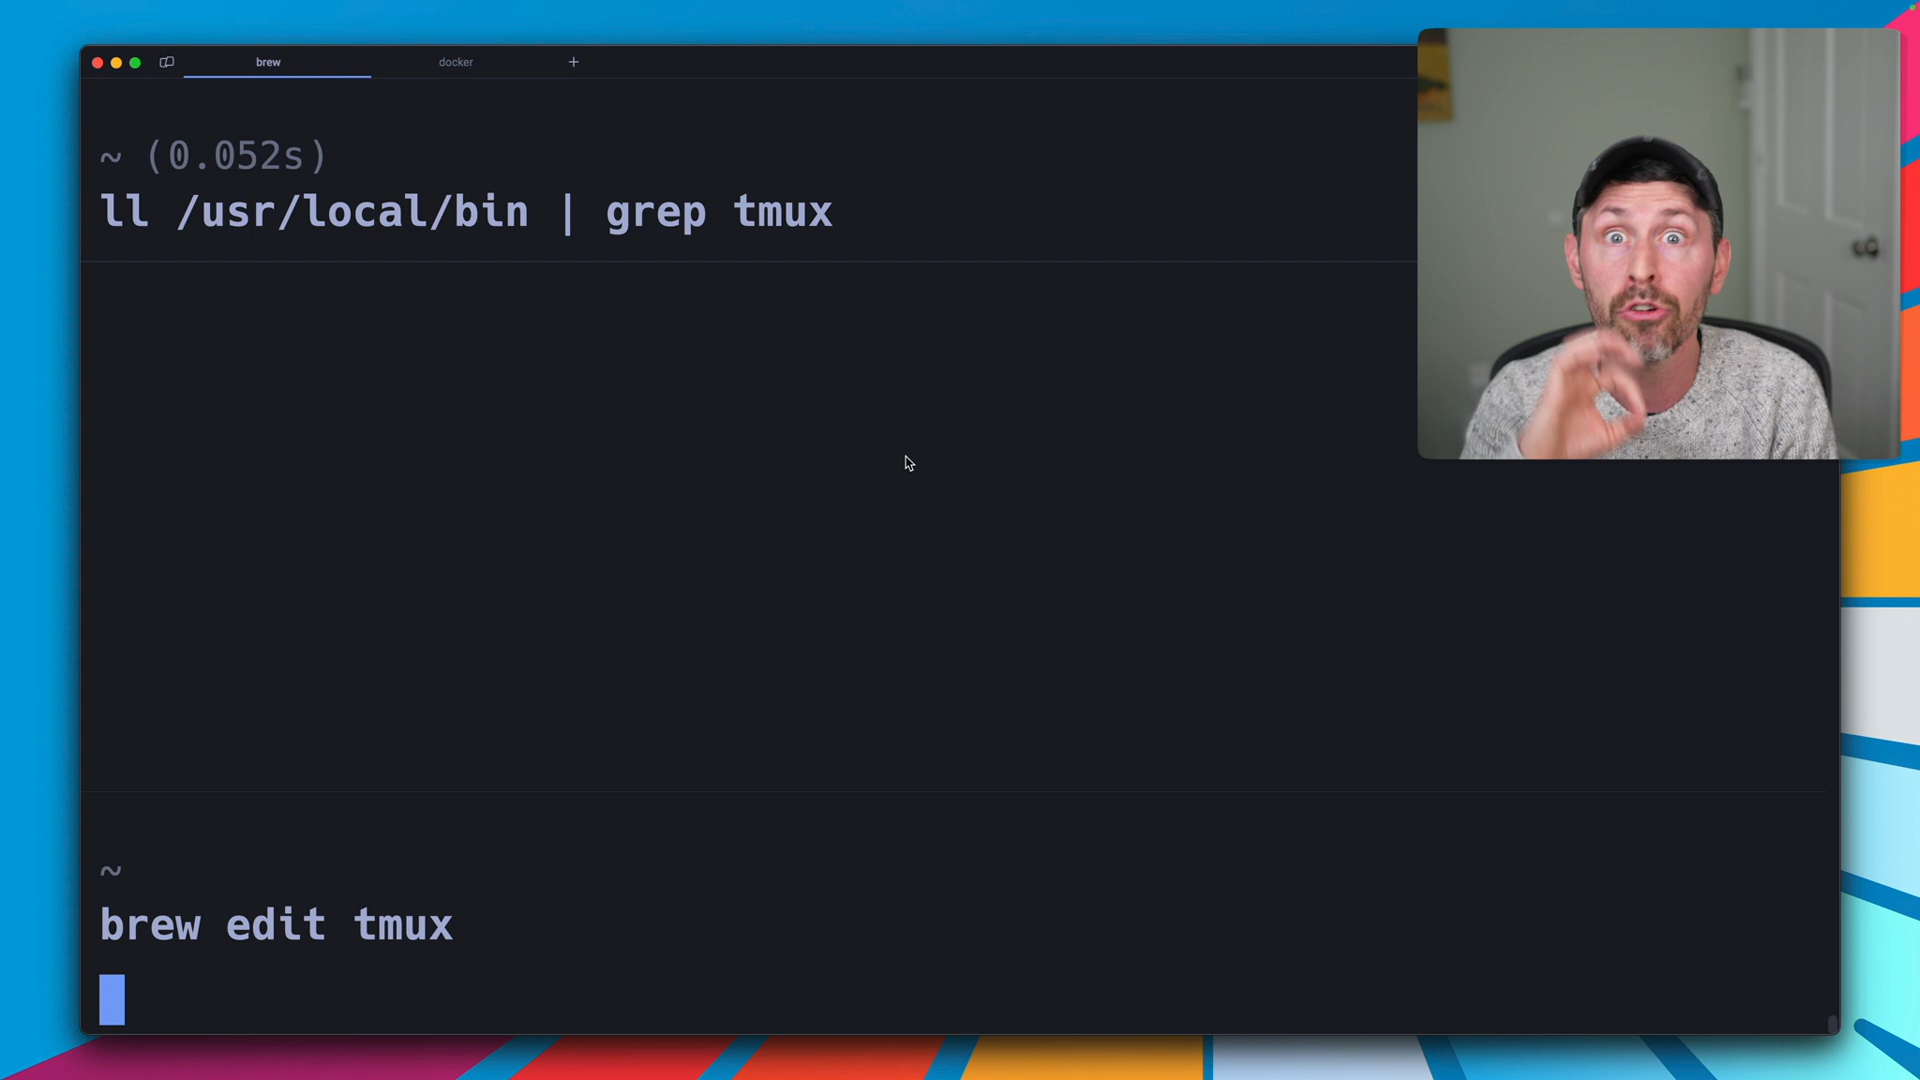 brew
docker
~ (0.052s)
ll /usr/local/bin | grep tmux
~
brew edit tmux